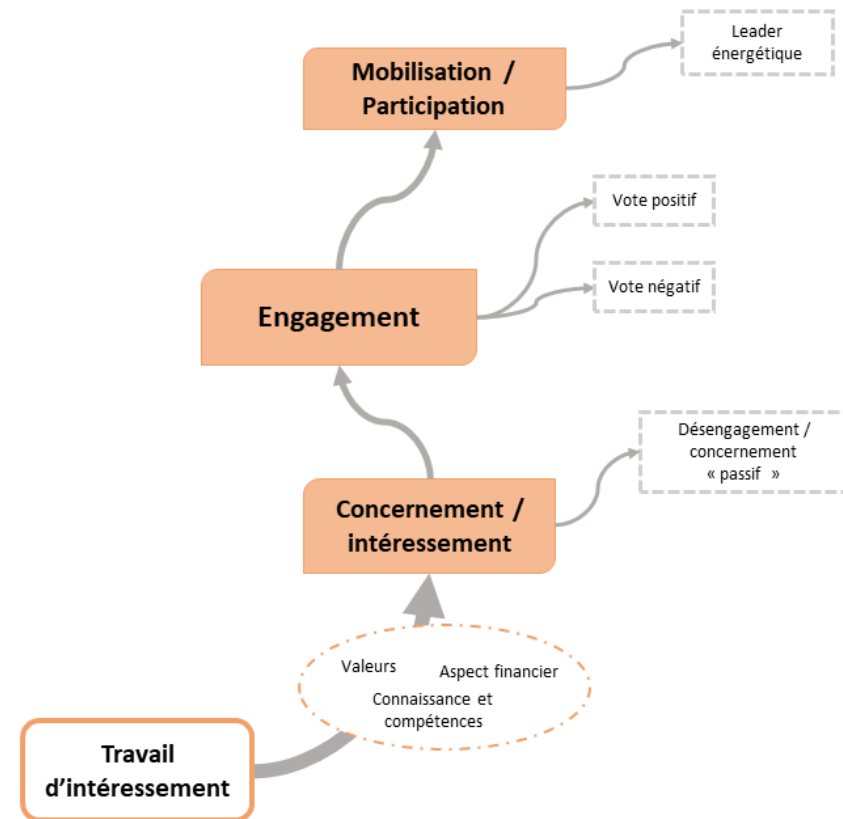 Leader
énergétique
Mobilisation /
Participation
Vote positif
Vote négatif
Engagement
Désengagement /
concernement
« passif »
Concernement /
intéressement
Valeurs
Aspect financier
Connaissance et
compétences
Travail
d'intéressement